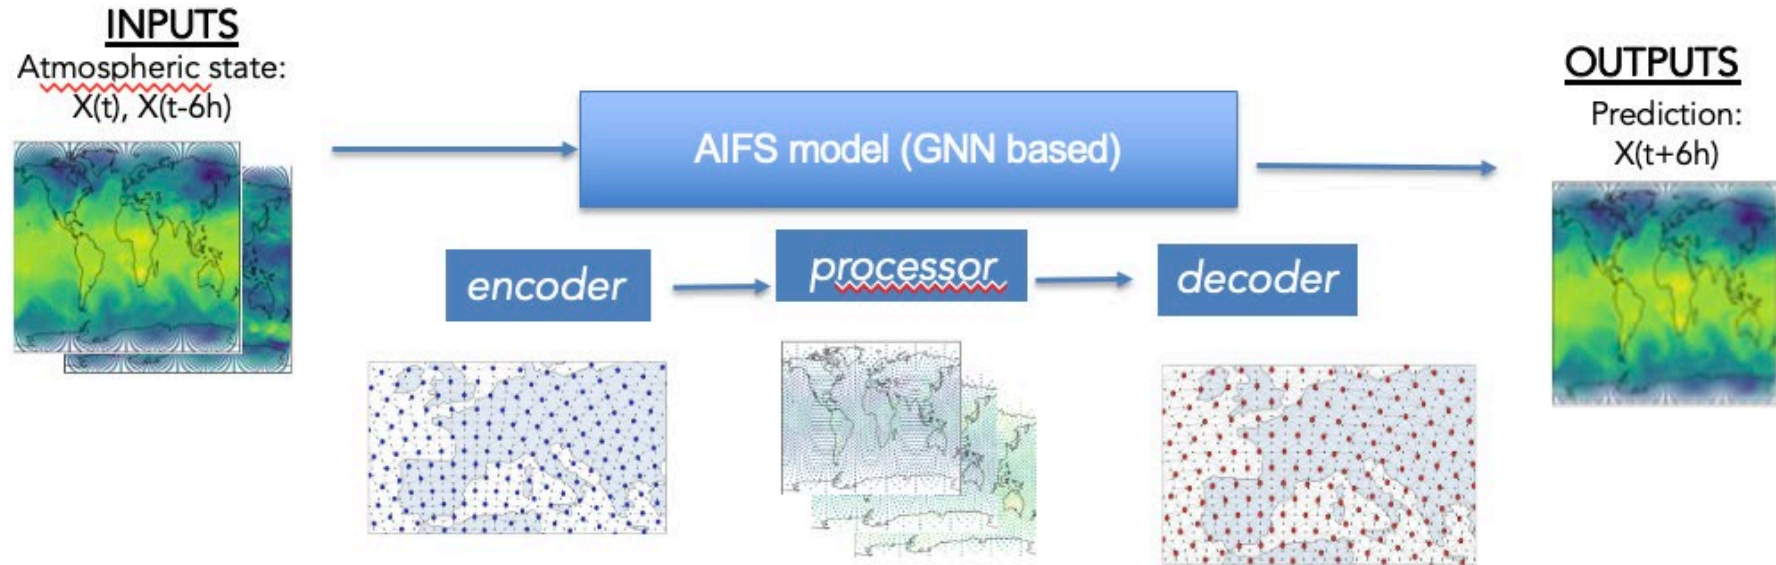 INPUTS
Atmospheric state:
X(t), X(t-6h)
AIFS model (GNN based)
encoder
processor
decoder
OUTPUTS
Prediction:
X(t+6h)